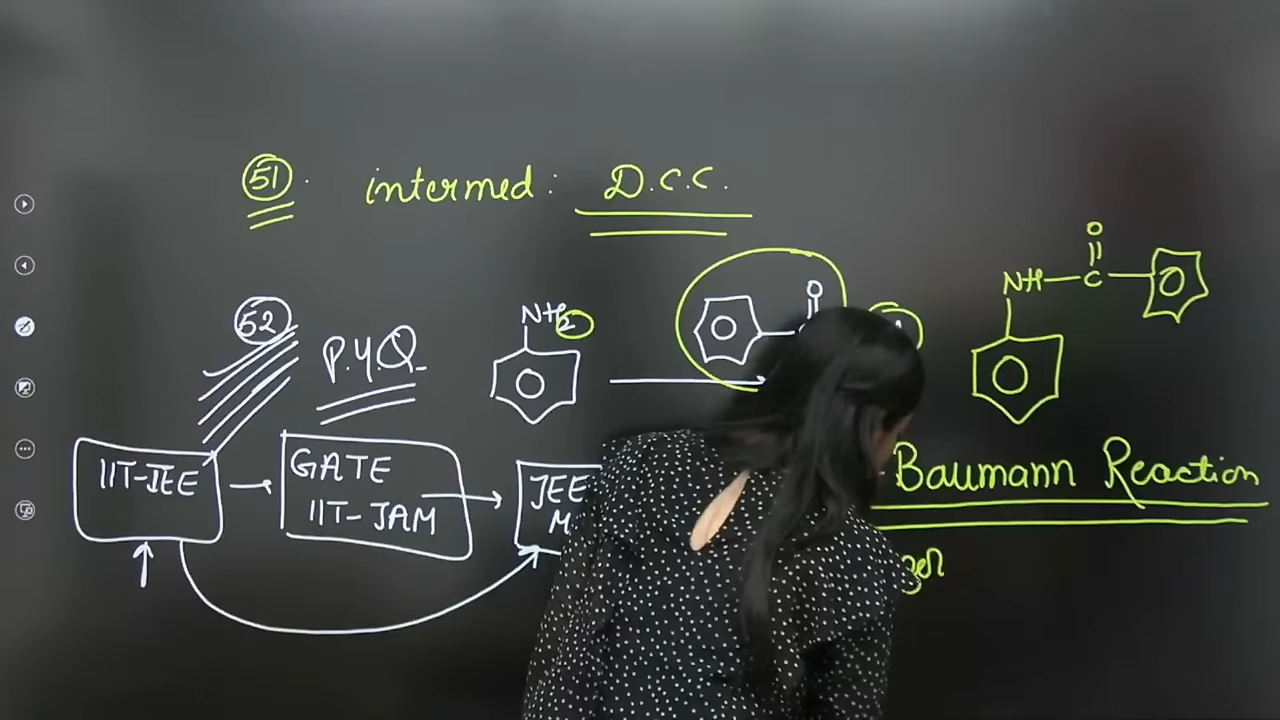 51. intermed: D.C.C.
52 P.Y.Q.
NH2
O
NH-C
O
IIT-JEE
GATE
IIT-JAM
JEE
M
Baumann Reaction